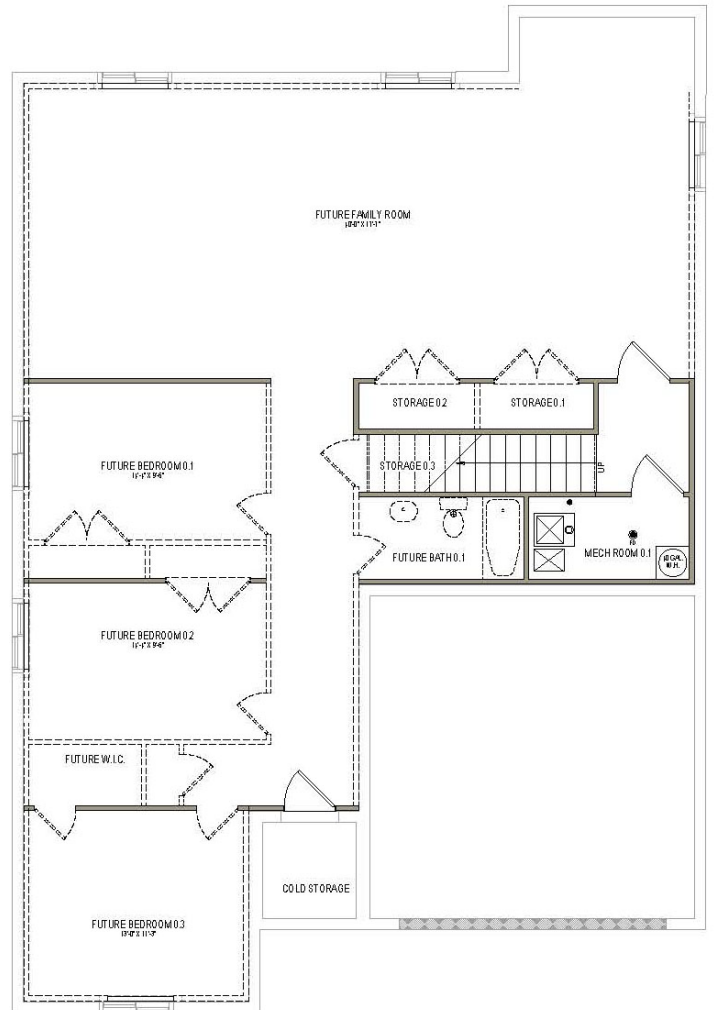 FUTURE FAMILY ROOM
STORAGE 0.2
STORAGE 0.1
FUTURE BEDROOM 0.1
STORAGE 0.3
UP
FUTURE BATH 0.1
MECH ROOM 0.1
FD
W.H.
FUTURE BEDROOM 0.2
FUTURE W.I.C.
COLD STORAGE
FUTURE BEDROOM 0.3